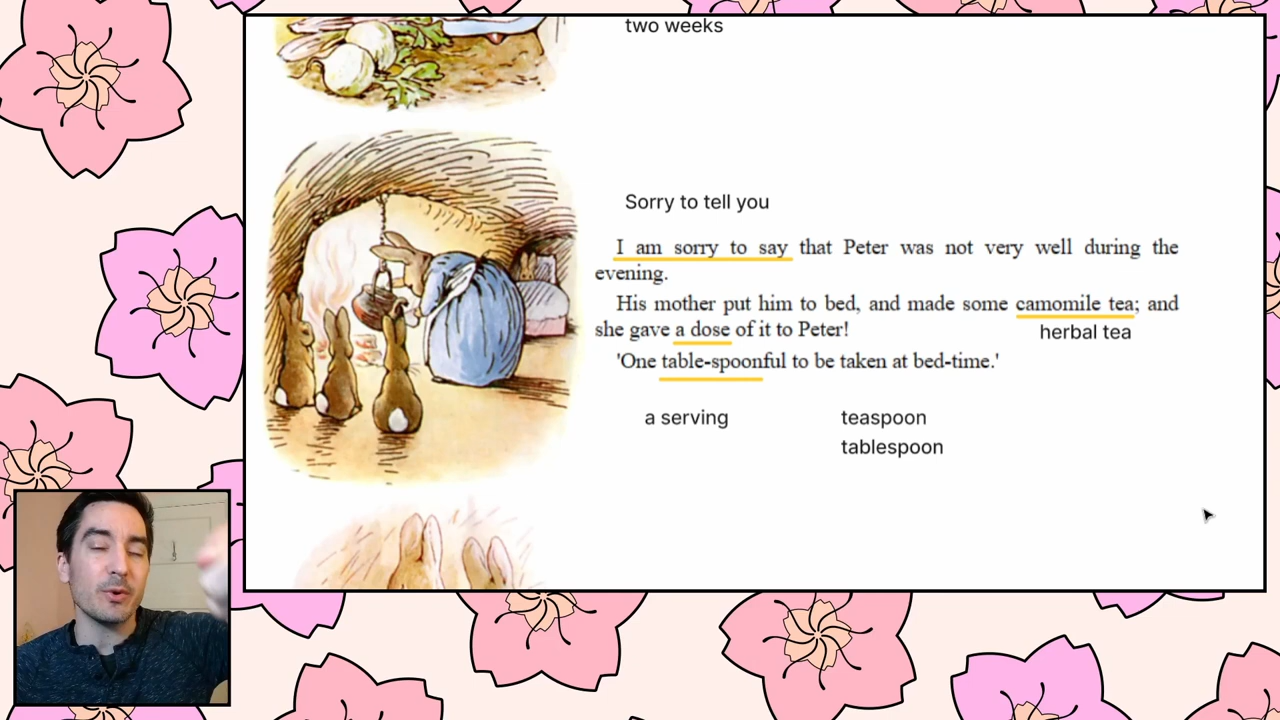 two weeks
Sorry to tell you
I am sorry to say that Peter was not very well during the
evening.
His mother put him to bed, and made some camomile tea; and
she gave a dose of it to Peter!
herbal tea
'One table-spoonful to be taken at bed-time.'
a serving
teaspoon
tablespoon